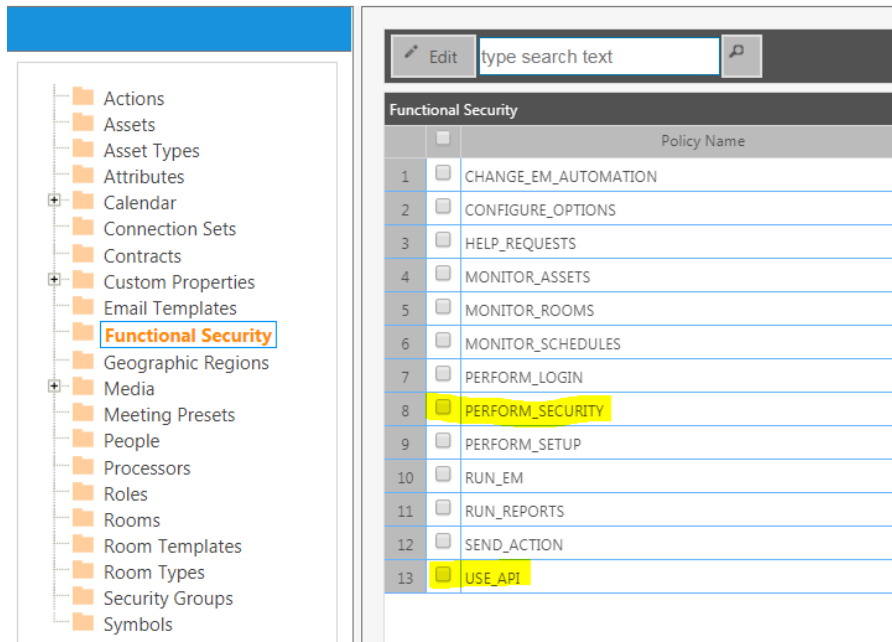 Actions
Assets
Asset Types
Attributes
Calendar
Connection Sets
Contracts
Custom Properties
Email Templates
Functional Security
Geographic Regions
Media
Meeting Presets
People
Processors
Roles
Rooms
Room Templates
Room Types
Security Groups
Symbols
Edit type search text
Functional Security
Policy Name
1 CHANGE_EM_AUTOMATION
2 CONFIGURE_OPTIONS
3 HELP_REQUESTS
4 MONITOR_ASSETS
5 MONITOR_ROOMS
6 MONITOR_SCHEDULES
7 PERFORM_LOGIN
8 PERFORM_SECURITY
9 PERFORM_SETUP
10 RUN_EM
11 RUN_REPORTS
12 SEND_ACTION
13 USE_API